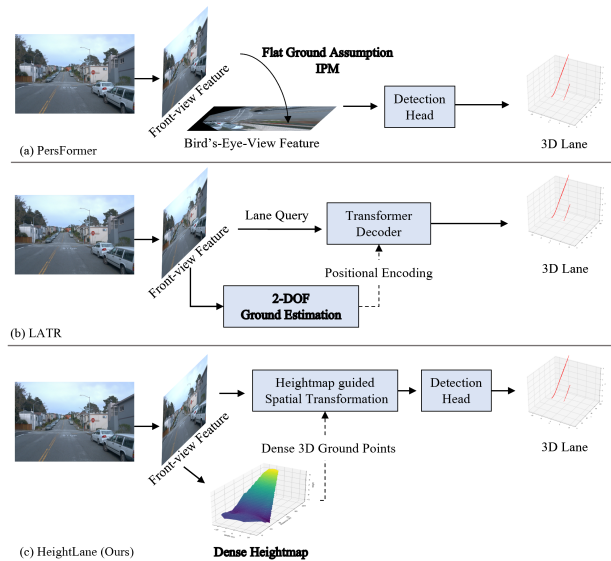 Flat Ground Assumption
IPM
Front-view Feature
Detection
Head
Bird's-Eye-View Feature
3D Lane
(a) PersFormer
Lane Query
Transformer
Decoder
Front-view Feature
Positional Encoding
3D Lane
2-DOF
Ground Estimation
(b) LATR
Heightmap guided
Spatial Transformation
Detection
Head
Front-view Feature
Dense 3D Ground Points
3D Lane
Dense Heightmap
(c) HeightLane (Ours)